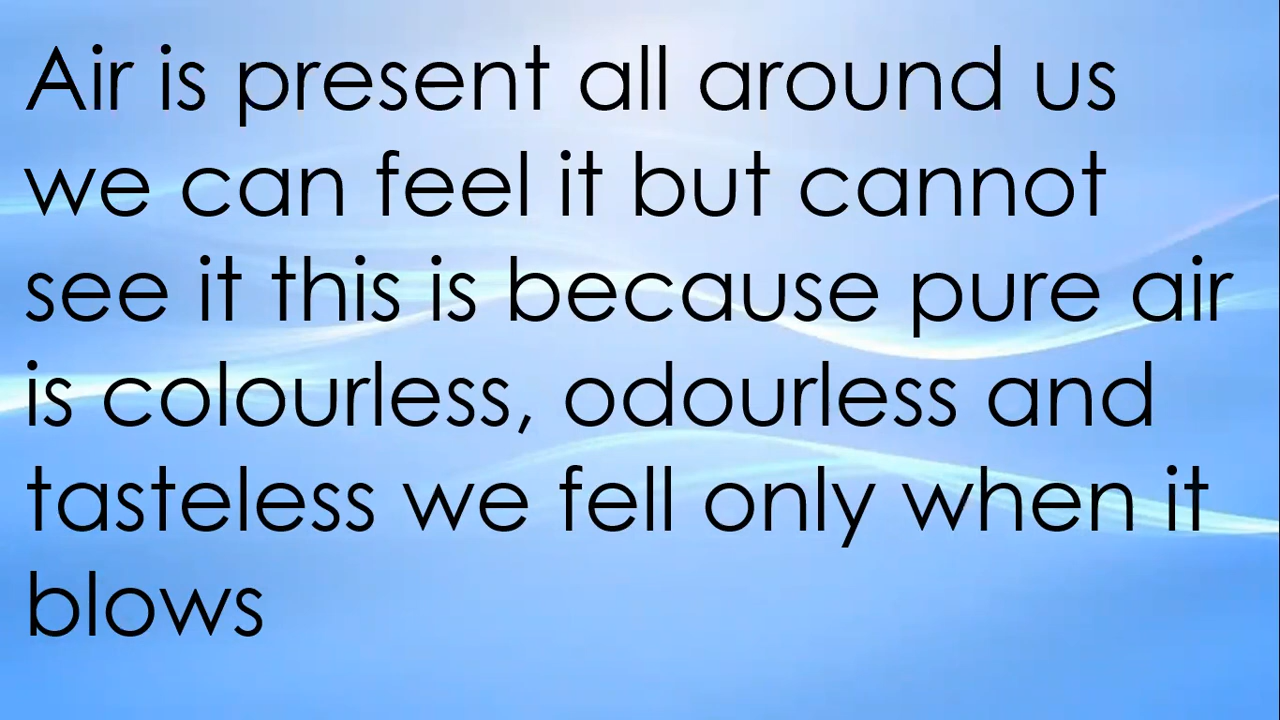 Air is present all around us
we can feel it but cannot
see it this is because pure air
is colourless, odourless and
tasteless we fell only when it
blows